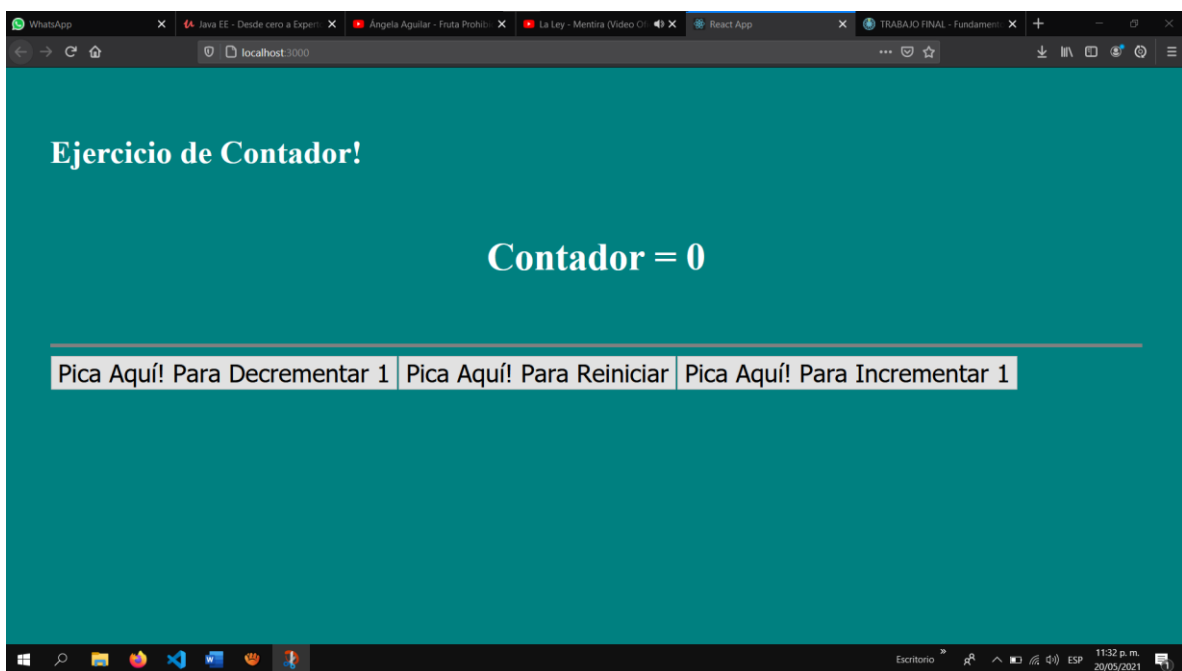 WhatsApp
Java EE - Desde cero a Expert
Ángela Aguilar - Fruta Prohib
La Ley - Mentira (Video Of
React App
TRABAJO FINAL - Fundament
localhost:3000
Ejercicio de Contador!
Contador = 0
Pica Aquí! Para Decrementar 1 Pica Aquí! Para Reiniciar Pica Aquí! Para Incrementar 1
Escritorio
ESP
11:32 p. m.
20/05/2021